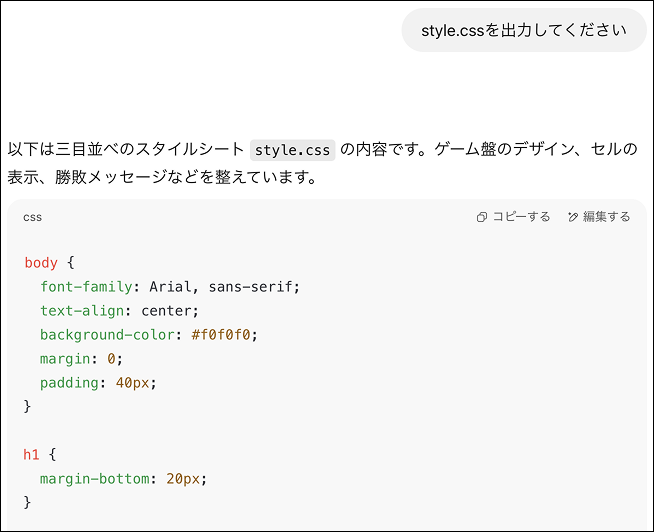 style.cssを出力してください
以下は三目並べのスタイルシート style.css の内容です。ゲーム盤のデザイン、セルの
表示、勝敗メッセージなどを整えています。
css コピーする 編集する
body {
  font-family: Arial, sans-serif;
  text-align: center;
  background-color: #f0f0f0;
  margin: 0;
  padding: 40px;
}
h1 {
  margin-bottom: 20px;
}